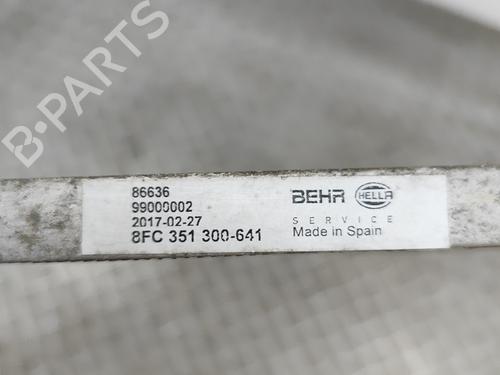 B-PARTS
86636
99000002
2017-02-27
8FC 351 300-641
BEHR HELLA
SERVICE
Made in Spain